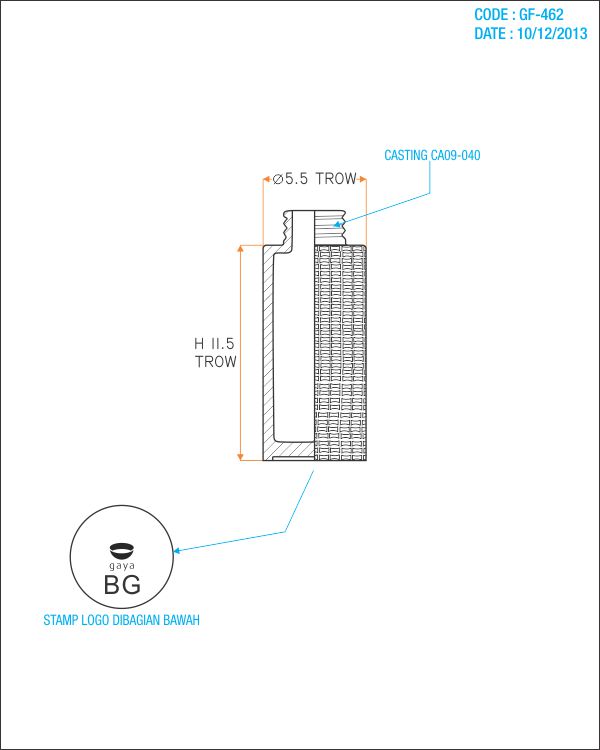 CODE : GF-462
DATE : 10/12/2013
CASTING CA09-040
Ø5.5 TROW
H 11.5
TROW
gaya
BG
STAMP LOGO DIBAGIAN BAWAH